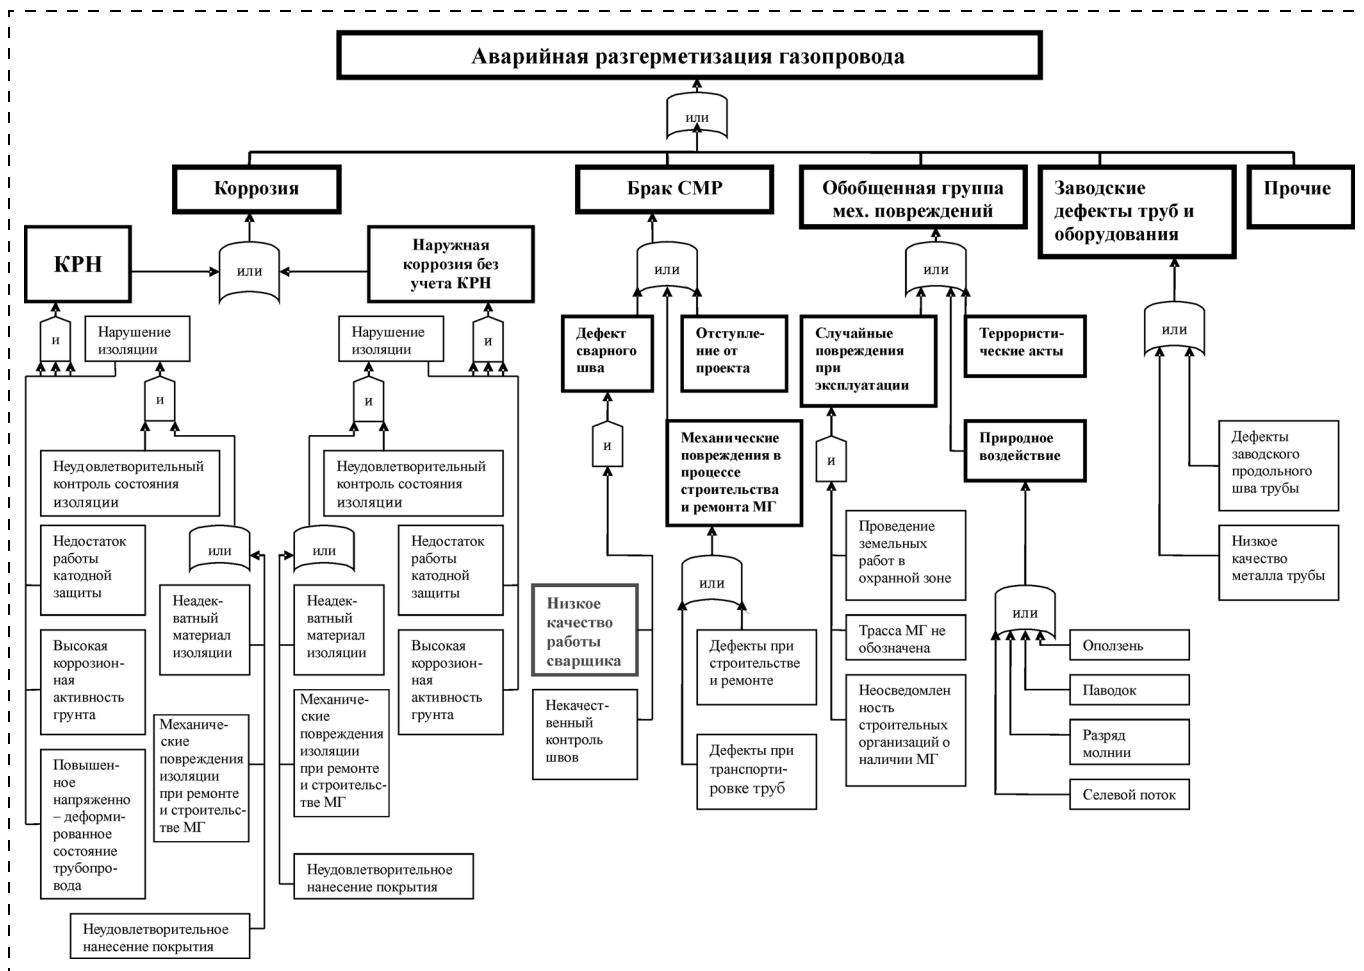 Аварийная разгерметизация газопровода
или
Коррозия
Брак СМР
Обобщенная группа
мех. повреждений
Заводские
дефекты труб и
оборудования
Прочие
КРН
или
Наружная
коррозия без
учета КРН
или
или
или
и
Нарушение
изоляции
Нарушение
изоляции
и
Дефект
сварного
шва
Отступле-
ние от
проекта
Случайные
повреждения
при
эксплуатации
Террористи-
ческие акты
и
и
и
и
Механические
повреждения в
процессе
строительства
и ремонта МГ
Природное
воздействие
Дефекты
заводского
продольного
шва трубы
Неудовлетворительный
контроль состояния
изоляции
Неудовлетворительный
контроль состояния
изоляции
Недостаток
работы
катодной
защиты
или
или
Недостаток
работы
катодной
защиты
Проведение
земельных
работ в
охранной зоне
Низкое
качество
металла трубы
или
или
Неадек-
ватный
материал
изоляции
Неадек-
ватный
материал
изоляции
Низкое
качество
работы
сварщика
Высокая
коррозион-
ная
активность
грунта
Высокая
коррозион-
ная
активность
грунта
Дефекты при
строительстве
и ремонте
Трасса МГ не
обозначена
Оползень
Паводок
Разряд
молнии
Селевой поток
Механиче-
ские
повреждения
изоляции
при ремонте
и строительс-
тве МГ
Механиче-
ские
повреждения
изоляции
при ремонте
и строительс-
тве МГ
Некачест-
венный
контроль
швов
Неосведомлен
ность
строительных
организаций о
наличии МГ
Дефекты при
транспорти-
ровке труб
Повышен-
ное
напряженно
– деформи-
рованное
состояние
трубопро-
вода
Неудовлетворительное
нанесение покрытия
Неудовлетворительное
нанесение покрытия